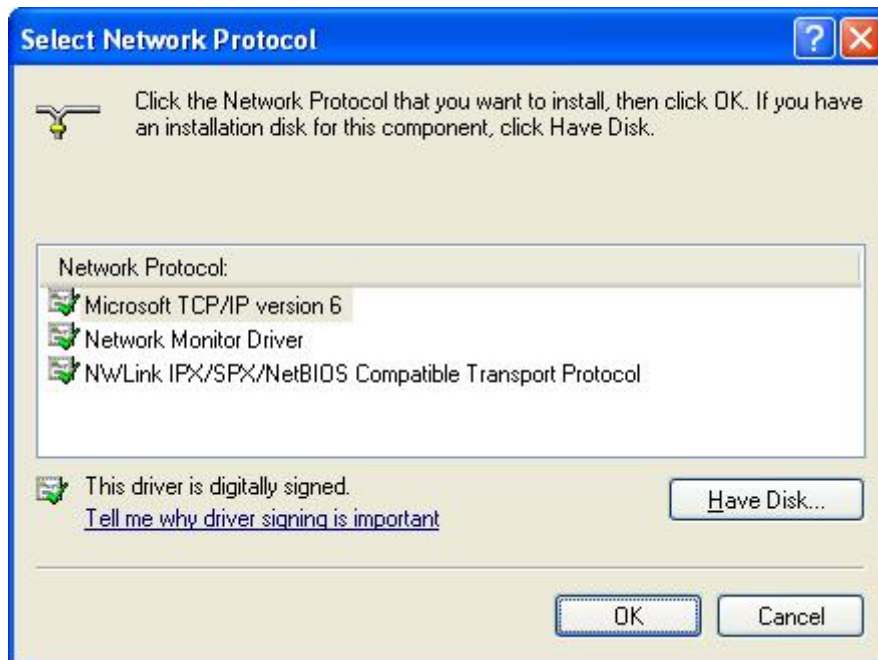 Select Network Protocol
Click the Network Protocol that you want to install, then click OK. If you have
an installation disk for this component, click Have Disk.
Network Protocol:
Microsoft TCP/IP version 6
Network Monitor Driver
NWLink IPX/SPX/NetBIOS Compatible Transport Protocol
This driver is digitally signed.
Tell me why driver signing is important
Have Disk...
OK
Cancel